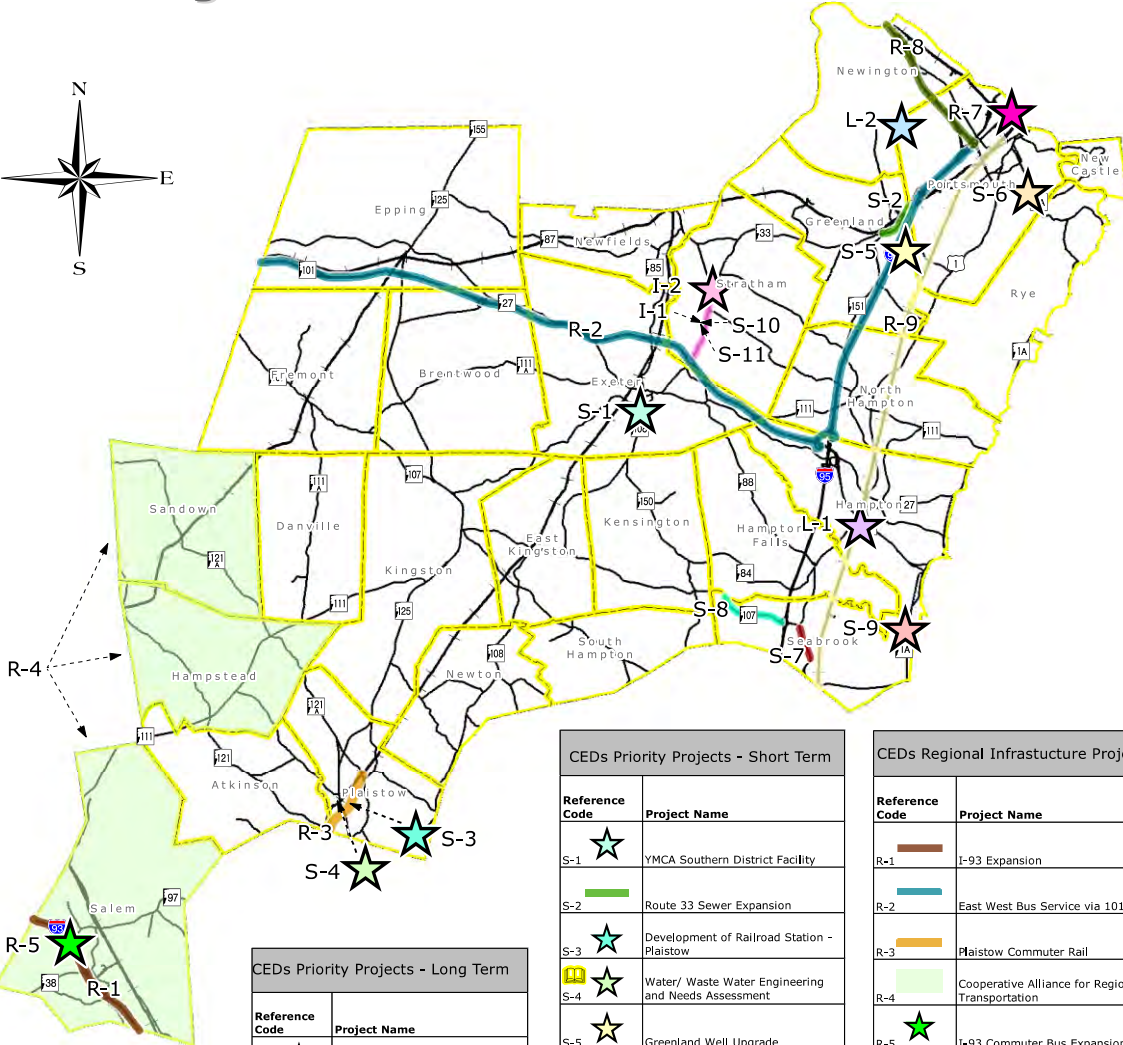 N
E
S
R-8
Newington
L-2
R-7
New
Castle
Portsmouth
S-2
S-6
Greenland
S-5
155
125
Epping
87
Newfields
33
85
I-2
Stratham
I-1
S-10
S-11
1
Rye
151
R-9
1A
101
27
R-2
Fremont
Brentwood
111
A
Exeter
S-1
108
North
Hampton
111
111
95
Sandown
111
A
107
Danville
88
150
Kensington
Hampton
27
L-1
Hampton
Falls
East
Kingston
121
A
Kingston
84
111
125
S-8
107
S-9
Seabrook
S-7
1A
R-4
South
Hampton
108
Newton
Hampstead
121
A
111
121
Atkinson
Plaistow
R-3
S-3
S-4
97
Salem
93
R-5
38
R-1
CEDs Priority Projects - Long Term
Reference
Code
Project Name
CEDs Priority Projects - Short Term
Reference
Code
Project Name
S-1
YMCA Southern District Facility
S-2
Route 33 Sewer Expansion
S-3
Development of Railroad Station -
Plaistow
S-4
Water/ Waste Water Engineering
and Needs Assessment
S-5
Greenland Well Upgrade
CEDs Regional Infrastucture Proje
Reference
Code
Project Name
R-1
I-93 Expansion
R-2
East West Bus Service via 101
R-3
Plaistow Commuter Rail
R-4
Cooperative Alliance for Regio
Transportation
R-5
I-93 Commuter Bus Expansion